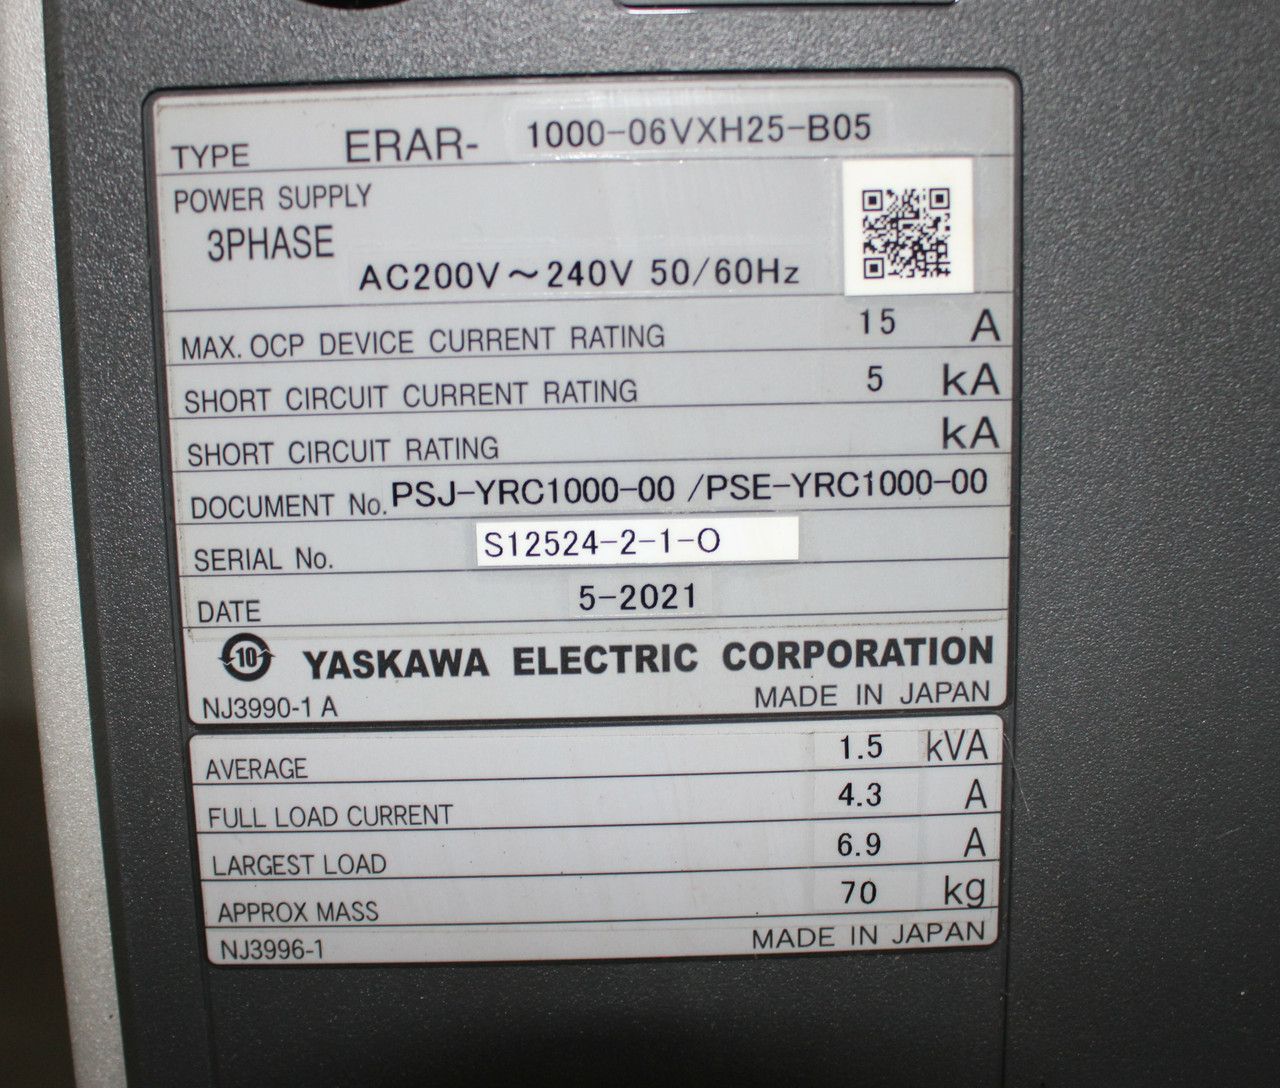 TYPE ERAR- 1000-06VXH25-B05
POWER SUPPLY
3PHASE
AC200V～240V 50/60Hz
MAX. OCP DEVICE CURRENT RATING 15 A
SHORT CIRCUIT CURRENT RATING 5 kA
SHORT CIRCUIT RATING kA
DOCUMENT No. PSJ-YRC1000-00 /PSE-YRC1000-00
SERIAL No. S12524-2-1-O
DATE 5-2021
10 YASKAWA ELECTRIC CORPORATION
NJ3990-1 A MADE IN JAPAN
AVERAGE 1.5 kVA
FULL LOAD CURRENT 4.3 A
LARGEST LOAD 6.9 A
APPROX MASS 70 kg
NJ3996-1 MADE IN JAPAN